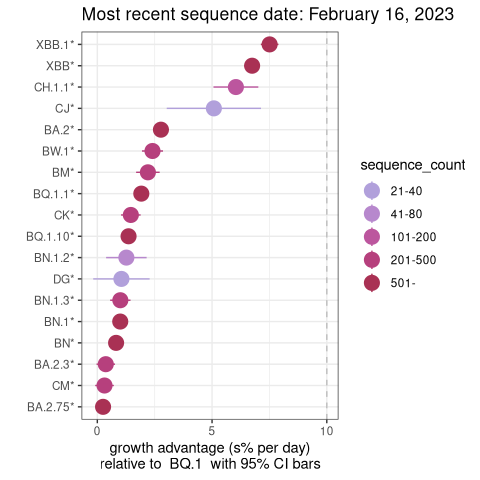 Most recent sequence date: February 16, 2023
XBB.1*
XBB*
CH.1.1*
CJ*
BA.2*
BW.1*
BM*
BQ.1.1*
CK*
BQ.1.10*
BN.1.2*
DG*
BN.1.3*
BN.1*
BN*
BA.2.3*
CM*
BA.2.75*
0 5 10
growth advantage (s% per day)
relative to BQ.1 with 95% CI bars
sequence_count
21-40
41-80
101-200
201-500
501-